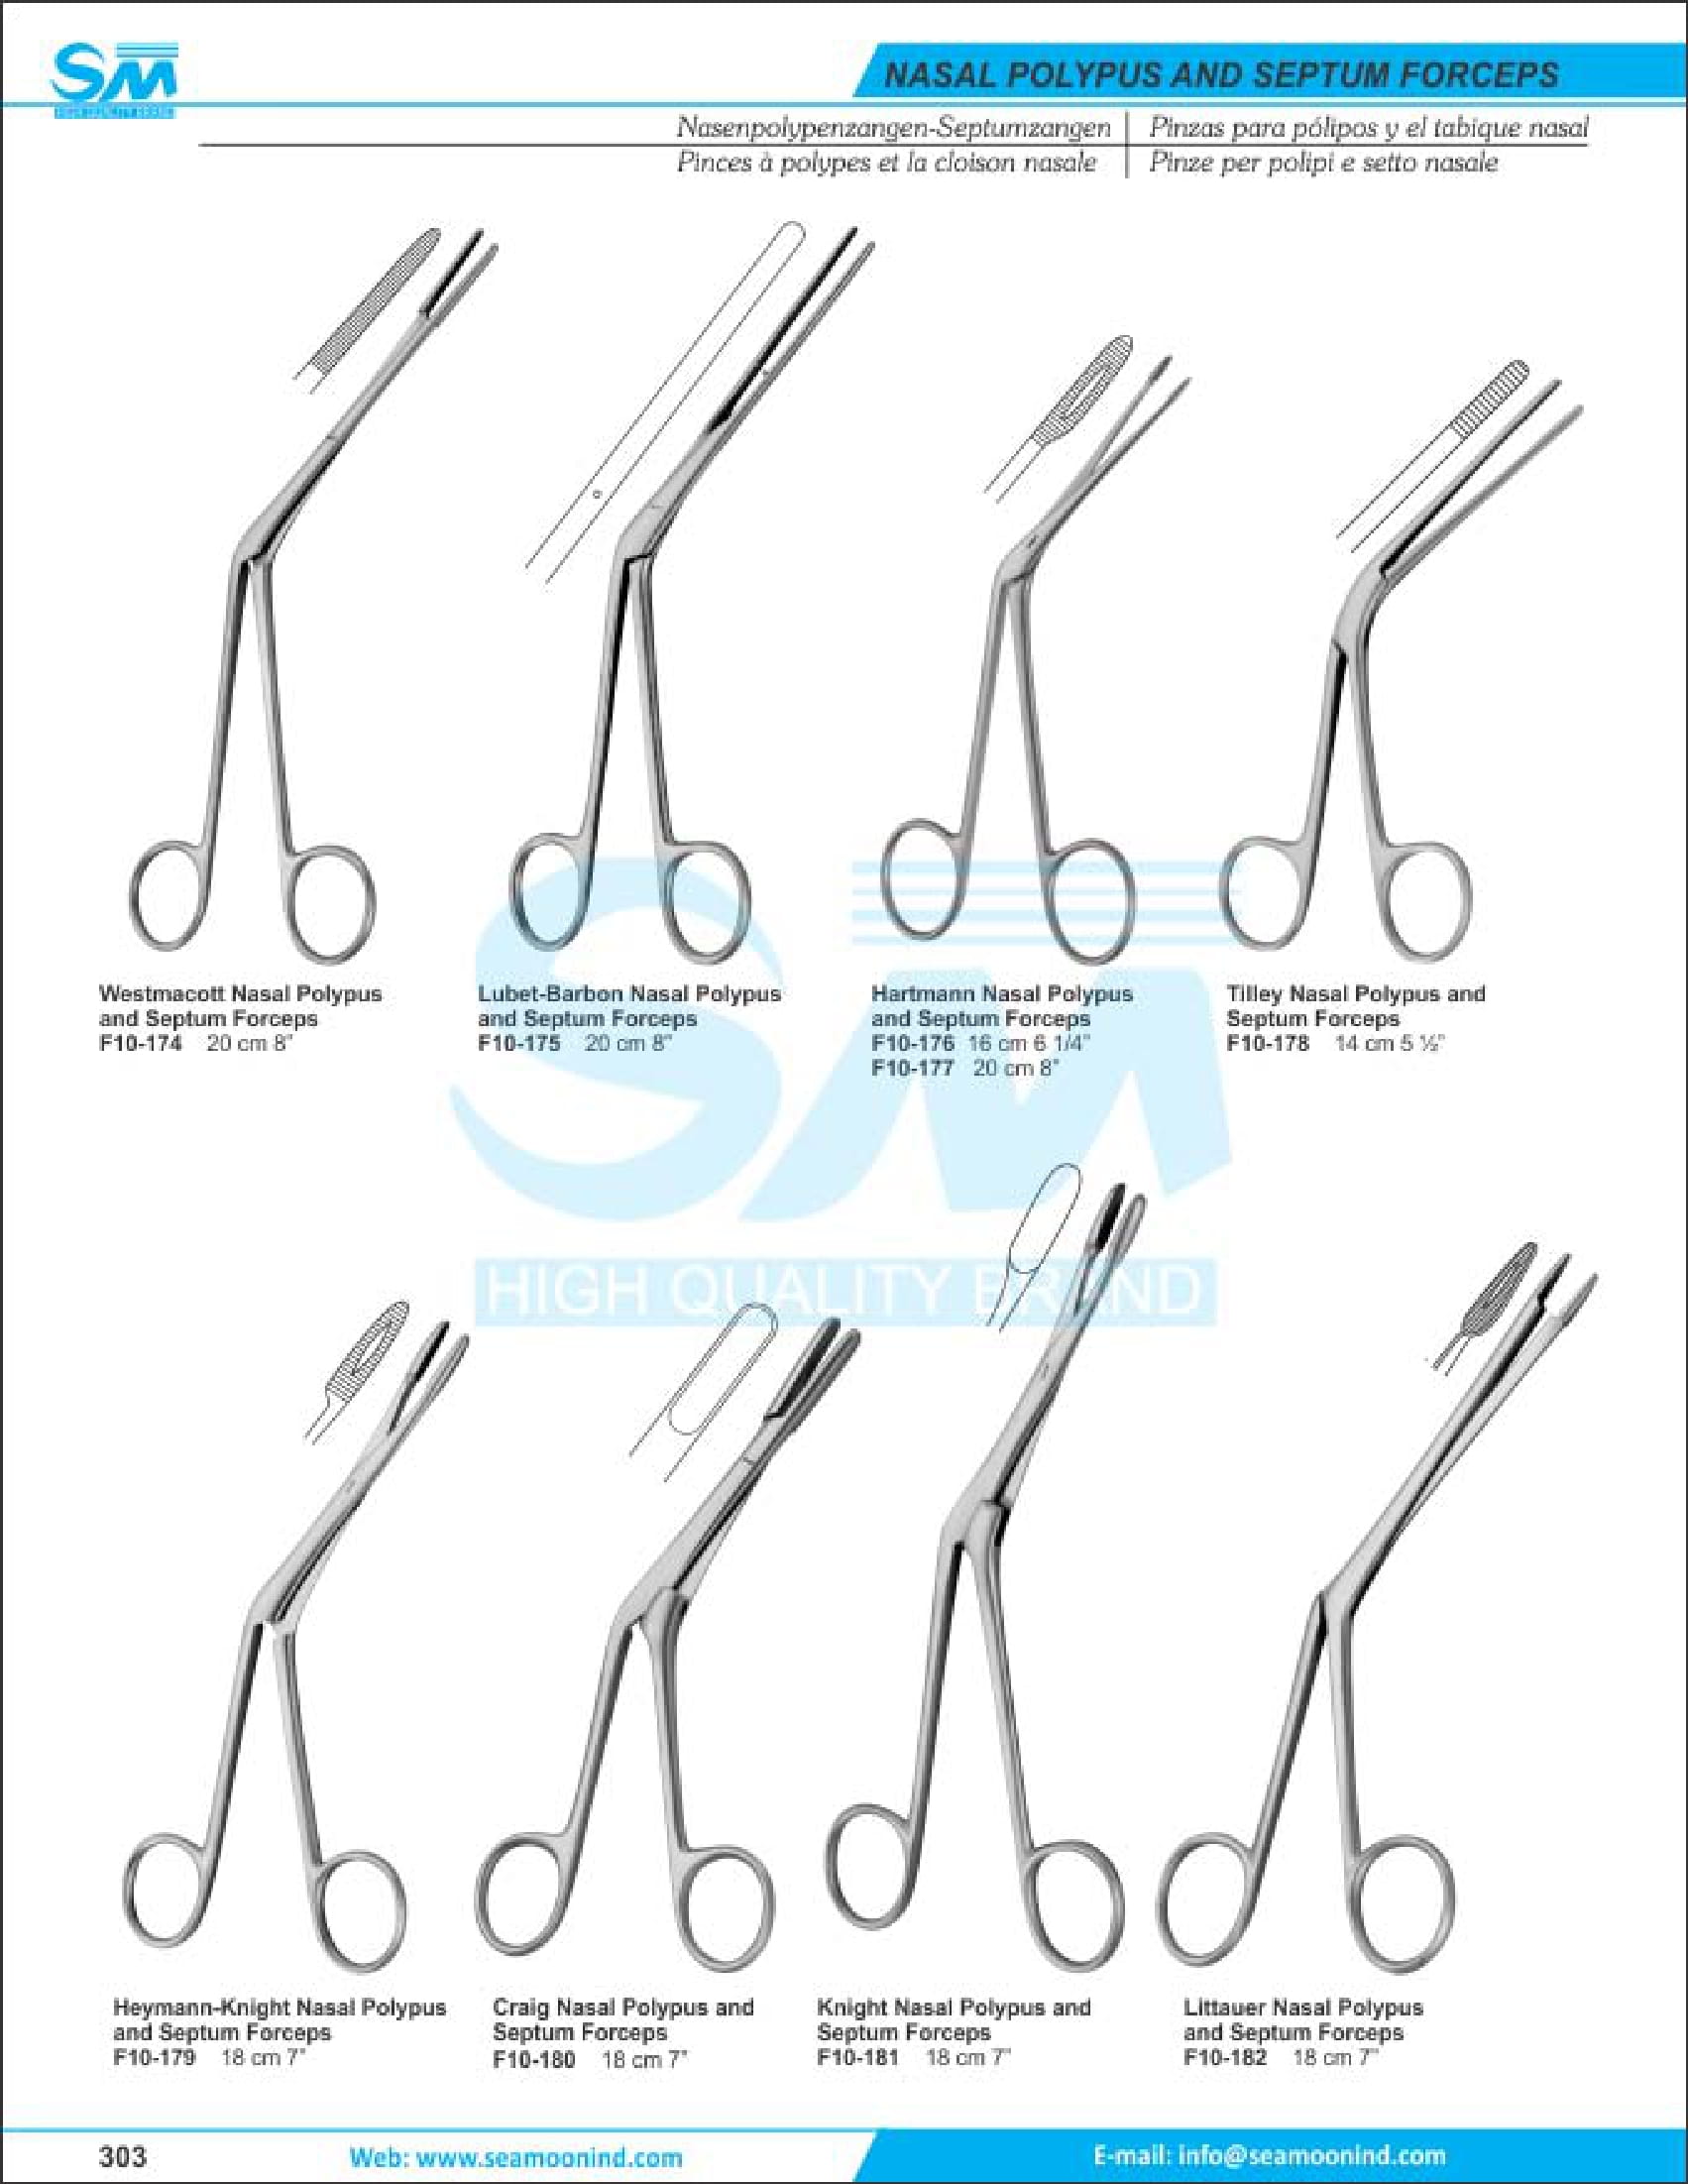 SM
NASAL POLYPUS AND SEPTUM FORCEPS
Nasenpolypenzangen-Septumzangen
Pinzas para pólipos y el tabique nasal
Pinces à polypes et la cloison nasale
Pinze per polipi e setto nasale
Westmacott Nasal Polypus
and Septum Forceps
F10-174 20 cm 8"
Lubet-Barbon Nasal Polypus
and Septum Forceps
F10-175 20 cm 8"
Hartmann Nasal Polypus
and Septum Forceps
F10-176 16 cm 6 1/4"
F10-177 20 cm 8"
Tilley Nasal Polypus and
Septum Forceps
F10-178 14 cm 5 ½"
SM
HIGH QUALITY BRAND
Heymann-Knight Nasal Polypus
and Septum Forceps
F10-179 18 cm 7"
Craig Nasal Polypus and
Septum Forceps
F10-180 18 cm 7"
Knight Nasal Polypus and
Septum Forceps
F10-181 18 cm 7"
Littauer Nasal Polypus
and Septum Forceps
F10-182 18 cm 7"
303
Web: www.seamoonind.com
E-mail: info@seamoonind.com